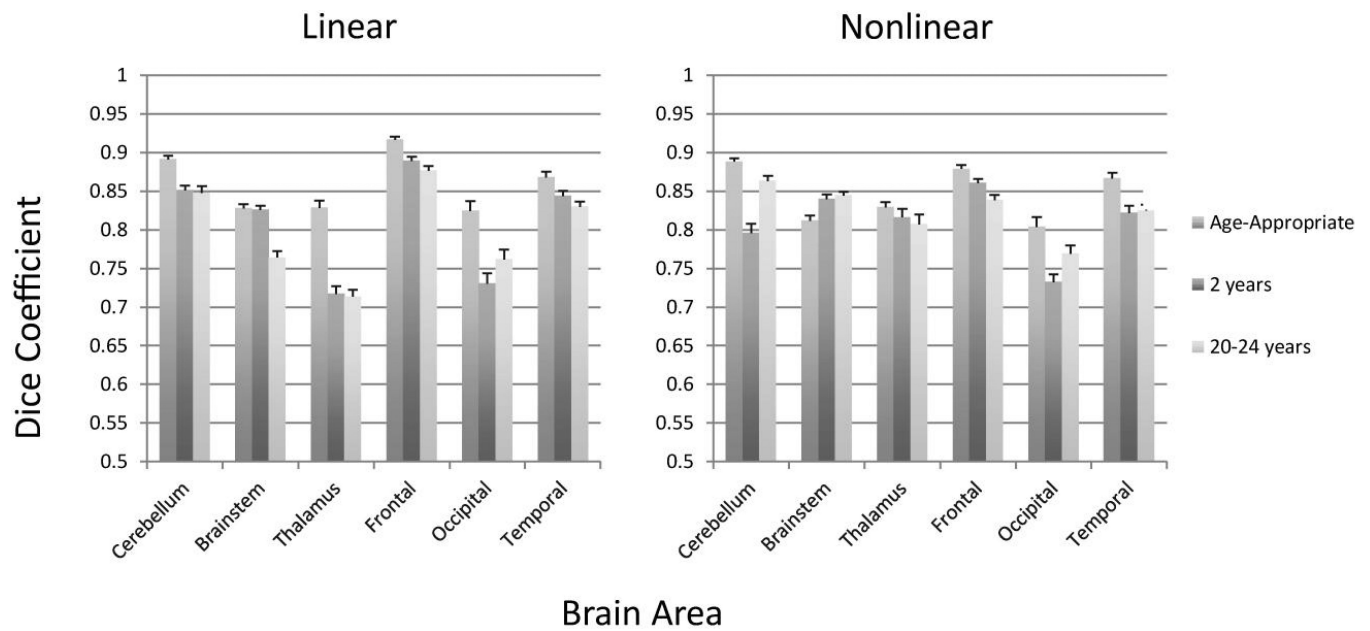 Linear
Nonlinear
Dice Coefficient
1
0.95
0.9
0.85
0.8
0.75
0.7
0.65
0.6
0.55
0.5
Cerebellum
Brainstem
Thalamus
Frontal
Occipital
Temporal
1
0.95
0.9
0.85
0.8
0.75
0.7
0.65
0.6
0.55
0.5
Cerebellum
Brainstem
Thalamus
Frontal
Occipital
Temporal
Age-Appropriate
2 years
20-24 years
Brain Area